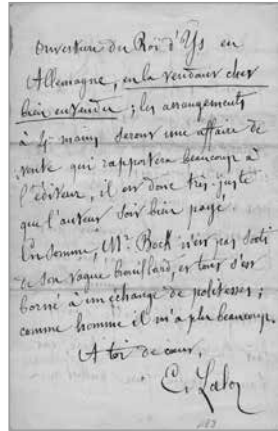 Ouverture du Roi d'Ys en
Allemagne, en la vendant cher
bien entendu ; les arrangements
à 4 mains seront une affaire de
vente qui rapportera beaucoup à
l'éditeur, il est donc très-juste
que l'auteur soit bien payé.
En somme, Mr. Bock n'est pas sorti
de son vague brouillard, et tout s'est
borné à un échange de politesses ;
comme homme il m'a plu beaucoup.
A toi de cœur,
E. Lalo